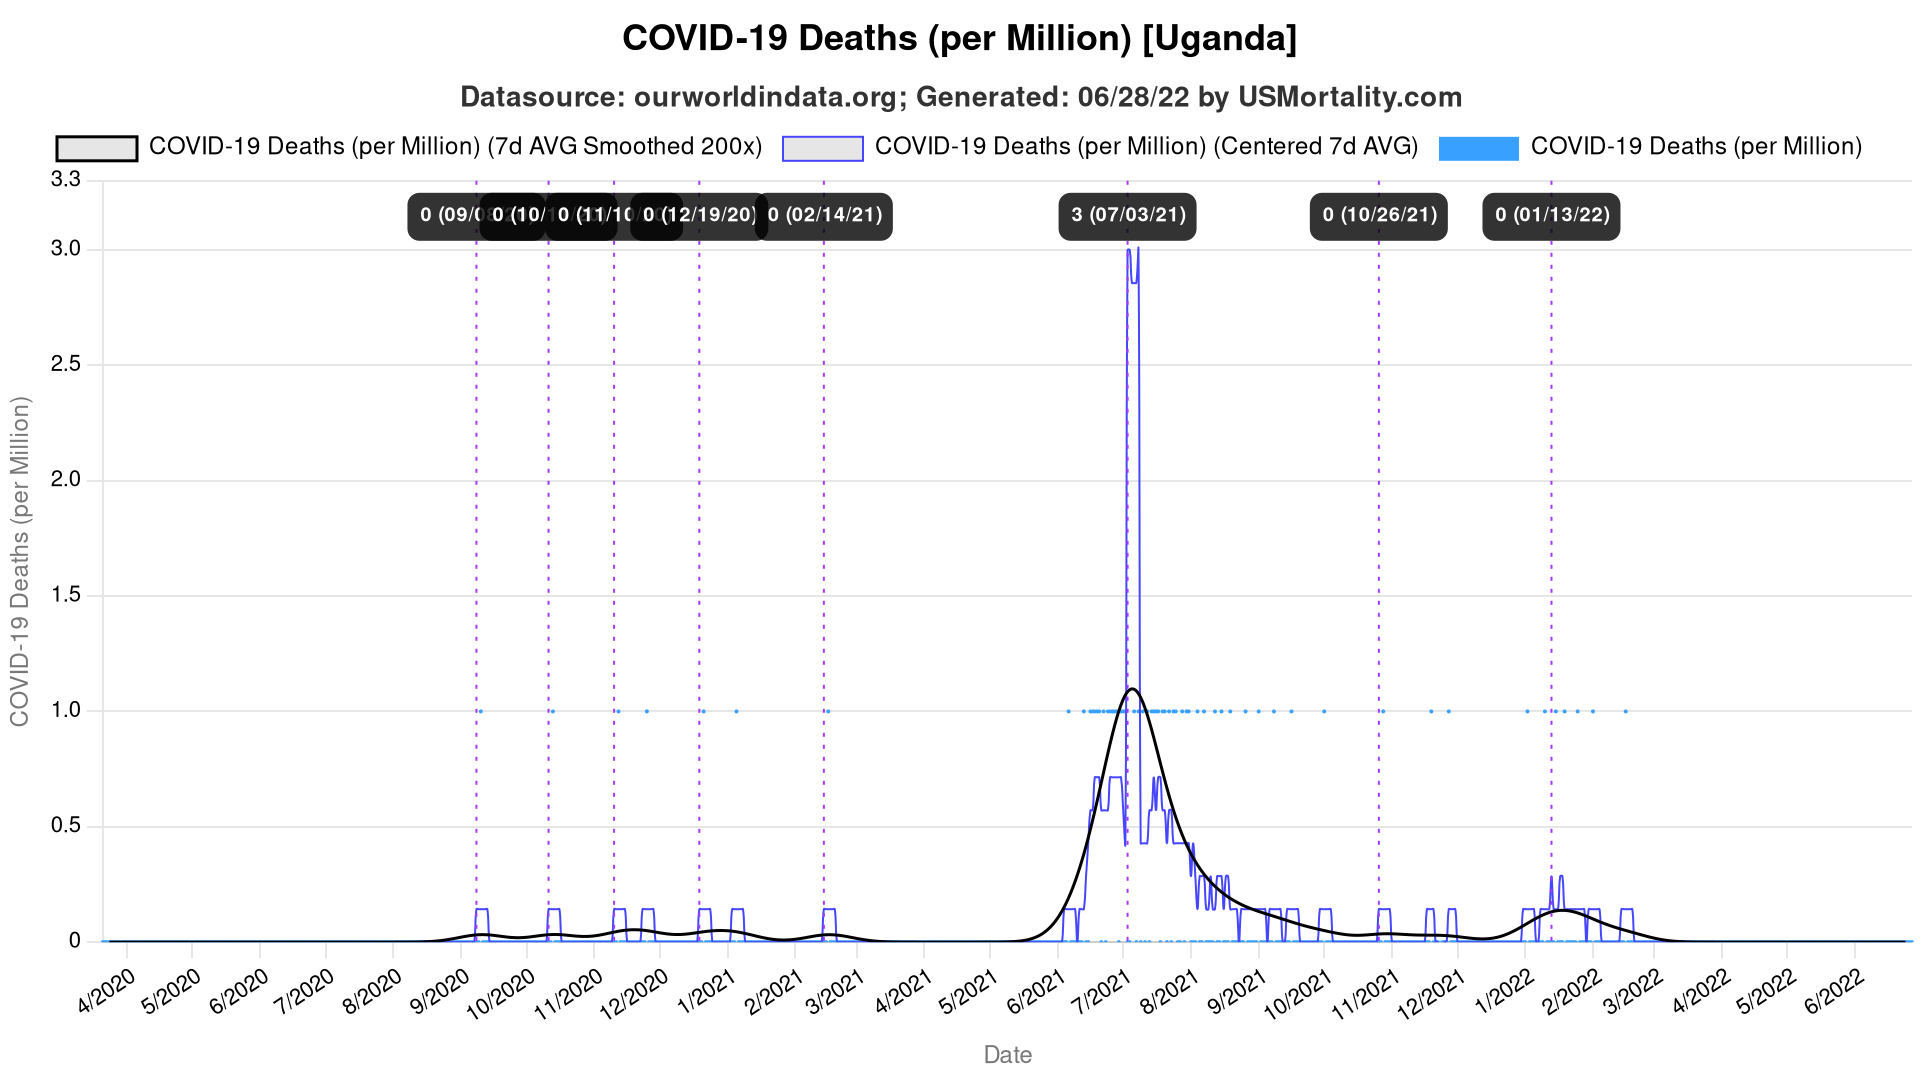 COVID-19 Deaths (per Million) [Uganda]
Datasource: ourworldindata.org; Generated: 06/28/22 by USMortality.com
COVID-19 Deaths (per Million) (7d AVG Smoothed 200x) COVID-19 Deaths (per Million) (Centered 7d AVG) COVID-19 Deaths (per Million)
3.3
0 (12/19/20) 0 (02/14/21) 3 (07/03/21) 0 (10/26/21) 0 (01/13/22)
3.0
2.5
2.0
1.5
1.0
0.5
0
COVID-19 Deaths (per Million)
4/2020 5/2020 6/2020 7/2020 8/2020 9/2020 10/2020 11/2020 12/2020 1/2021 2/2021 3/2021 4/2021 5/2021 6/2021 7/2021 8/2021 9/2021 10/2021 11/2021 12/2021 1/2022 2/2022 3/2022 4/2022 5/2022 6/2022
Date